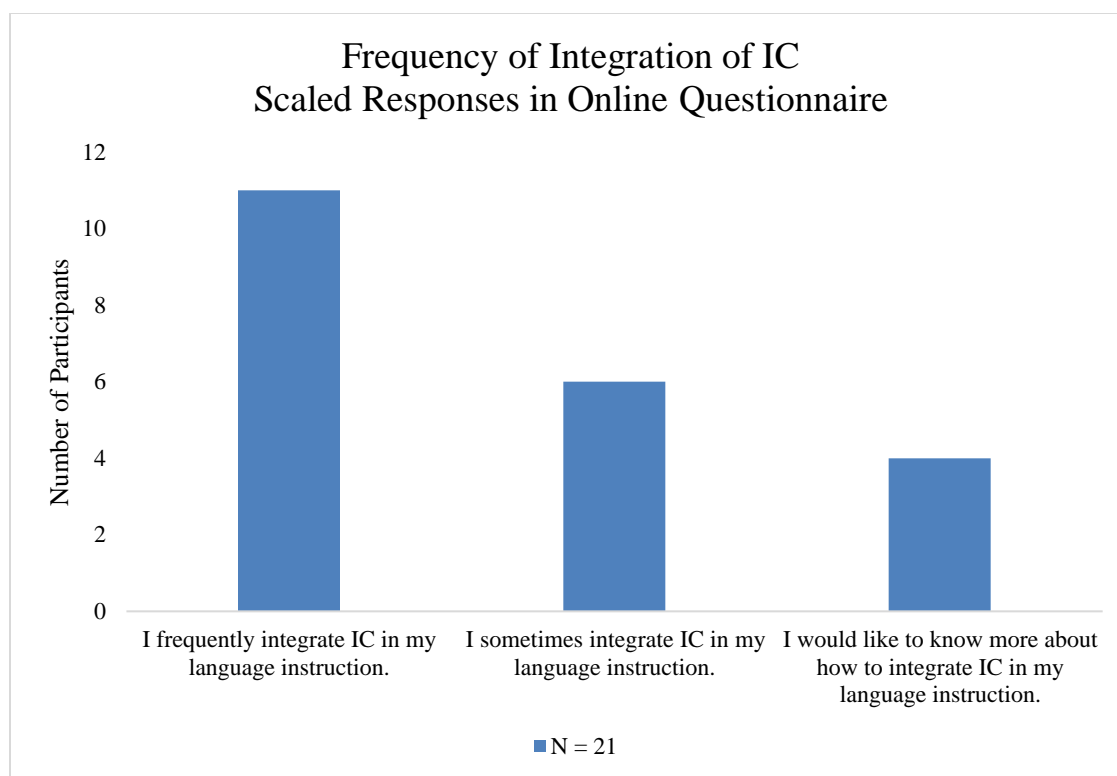 Frequency of Integration of IC
Scaled Responses in Online Questionnaire
12
10
8
6
4
2
0
Number of Participants
I frequently integrate IC in my
language instruction.
I sometimes integrate IC in my
language instruction.
I would like to know more about
how to integrate IC in my
language instruction.
N = 21